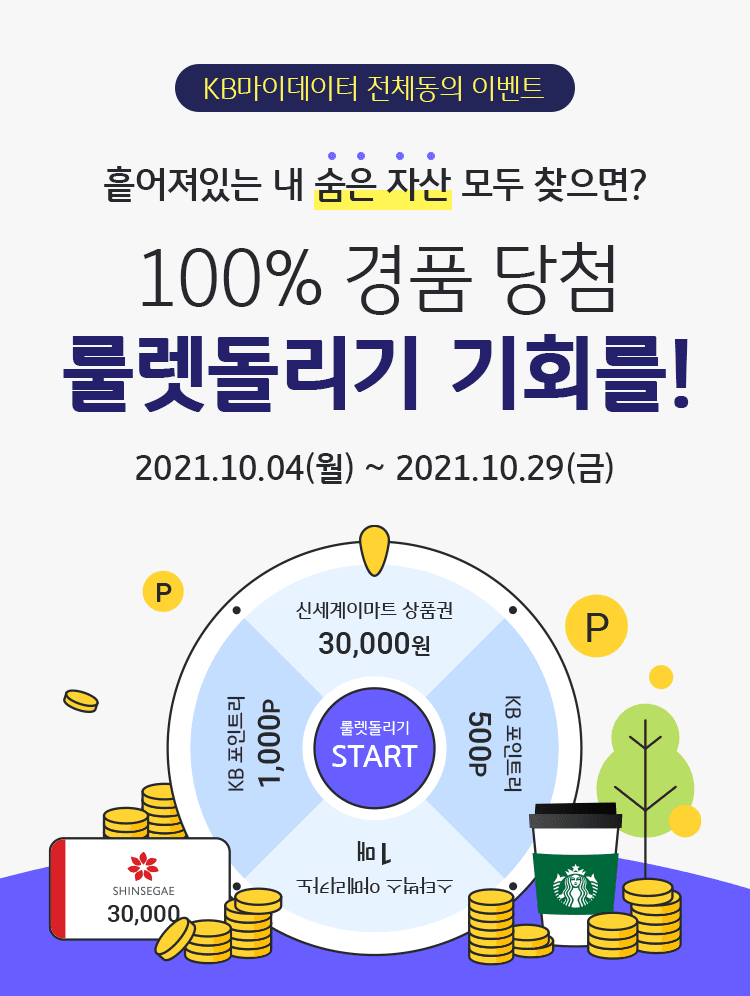 KB마이데이터 전체동의 이벤트
흩어져있는 내 숨은 자산 모두 찾으면?
100% 경품 당첨
룰렛돌리기 기회를!
2021.10.04(월) ~ 2021.10.29(금)
P
P
신세계이마트 상품권
30,000원
KB 포인트리
1,000P
룰렛돌리기
START
KB 포인트리
500P
스타벅스 아메리카노
1매
SHINSEGAE
30,000